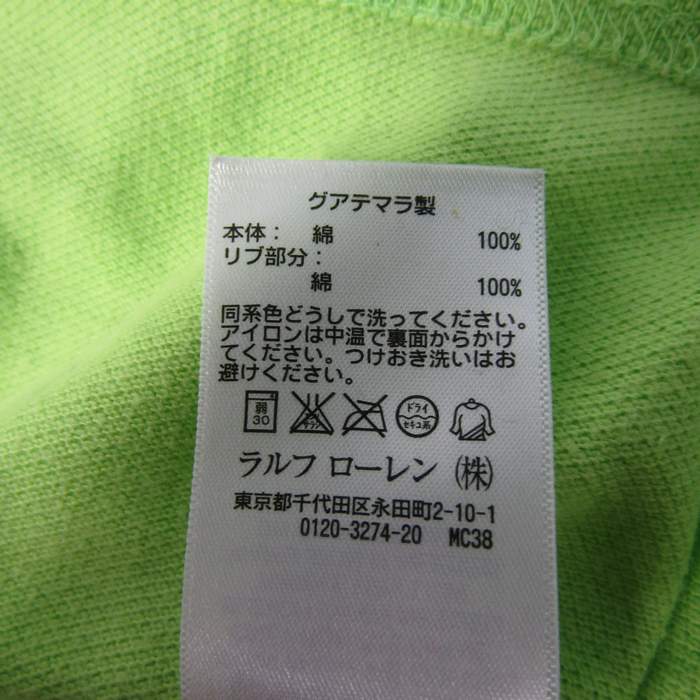 グアテマラ製
本体： 綿 100%
リブ部分：
綿 100%
同系色どうしで洗ってください。
アイロンは中温で裏面からかけ
てください。つけおき洗いはお
避けください。
弱 30 ドライ セキユ系
ラルフ ローレン（株）
東京都千代田区永田町2-10-1
0120-3274-20 MC38